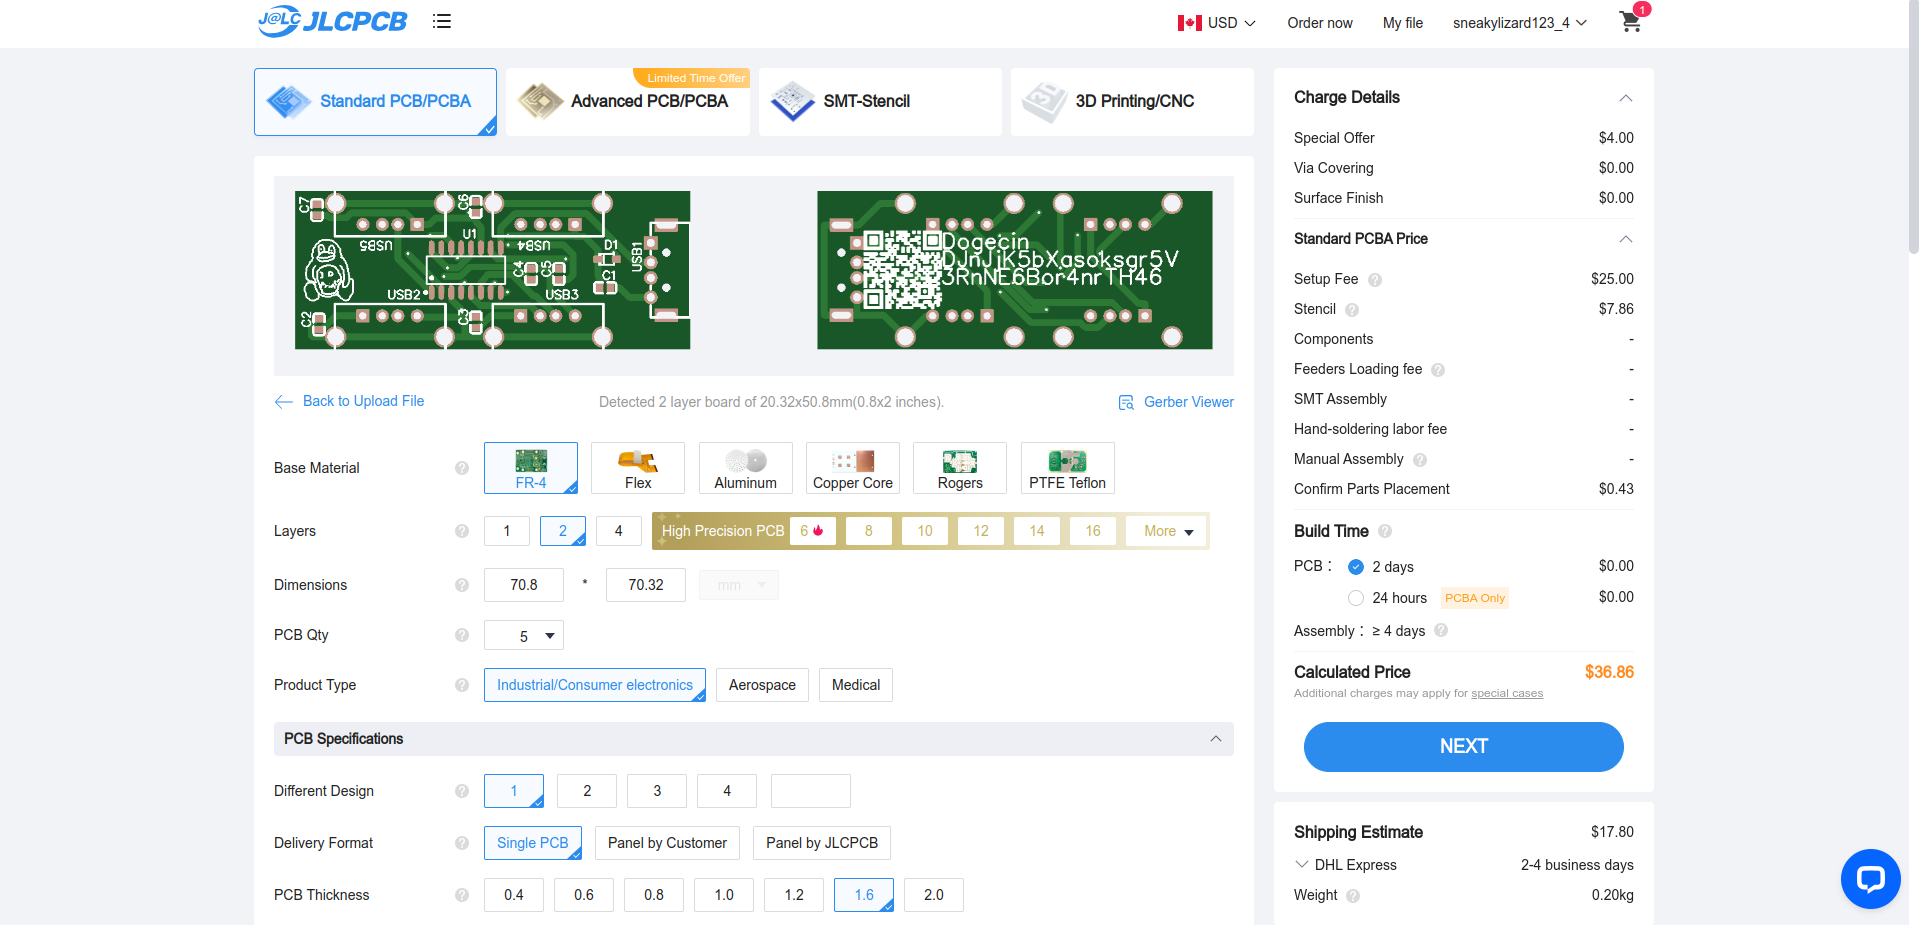 J@LC JLCPCB
USD
Order now
My file
sneakylizard123_4
1
Standard PCB/PCBA
Limited Time Offer
Advanced PCB/PCBA
SMT-Stencil
3D Printing/CNC
C7
C6
USB5
U1
USB4
D1
USB1
C4
C5
C1
USB2
USB3
C2
C3
Dogecin
DJnJjK5bXasoksgr5V
3RnNE6Bor4nrTH46
Back to Upload File
Detected 2 layer board of 20.32x50.8mm(0.8x2 inches).
Gerber Viewer
Base Material
FR-4
Flex
Aluminum
Copper Core
Rogers
PTFE Teflon
Layers
1
2
4
High Precision PCB
6
8
10
12
14
16
More
Dimensions
70.8
*
70.32
mm
PCB Qty
5
Product Type
Industrial/Consumer electronics
Aerospace
Medical
PCB Specifications
Different Design
1
2
3
4
Delivery Format
Single PCB
Panel by Customer
Panel by JLCPCB
PCB Thickness
0.4
0.6
0.8
1.0
1.2
1.6
2.0
Charge Details
Special Offer $4.00
Via Covering $0.00
Surface Finish $0.00
Standard PCBA Price
Setup Fee $25.00
Stencil $7.86
Components -
Feeders Loading fee -
SMT Assembly -
Hand-soldering labor fee -
Manual Assembly -
Confirm Parts Placement $0.43
Build Time
PCB： 2 days $0.00
24 hours PCBA Only $0.00
Assembly： ≥ 4 days
Calculated Price $36.86
Additional charges may apply for special cases
NEXT
Shipping Estimate $17.80
DHL Express 2-4 business days
Weight 0.20kg